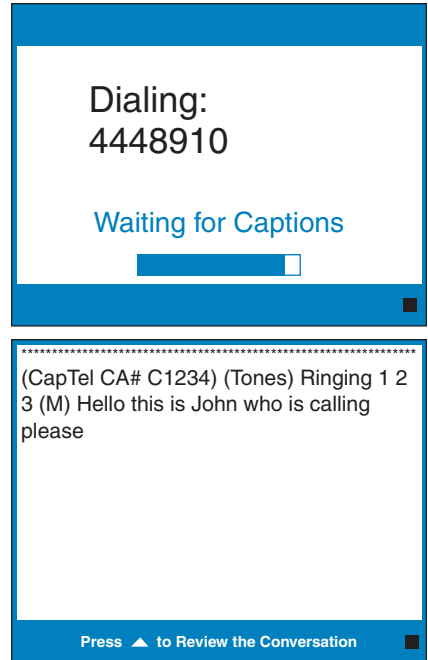 Dialing:
4448910
Waiting for Captions
******************************************************************
(CapTel CA# C1234) (Tones) Ringing 1 2
3 (M) Hello this is John who is calling
please
Press ▲ to Review the Conversation